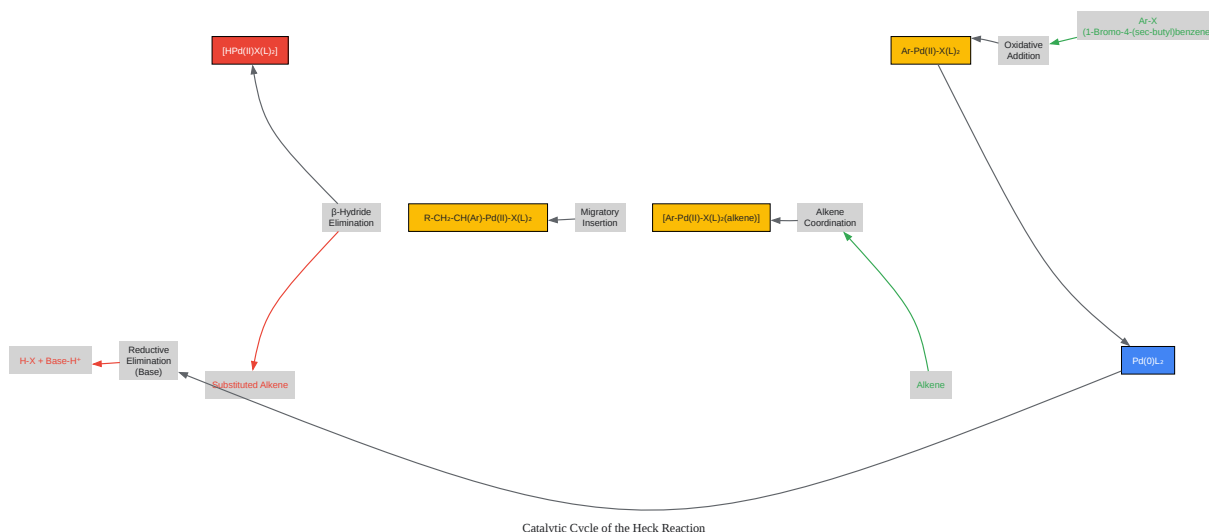 Ar-X
(1-Bromo-4-(sec-butyl)benzene
[HPd(II)X(L)₂]
Ar-Pd(II)-X(L)₂
Oxidative
Addition
β-Hydride
Elimination
R-CH₂-CH(Ar)-Pd(II)-X(L)₂
Migratory
Insertion
[Ar-Pd(II)-X(L)₂(alkene)]
Alkene
Coordination
H-X + Base-H⁺
Reductive
Elimination
(Base)
Substituted Alkene
Alkene
Pd(0)L₂
Catalytic Cycle of the Heck Reaction